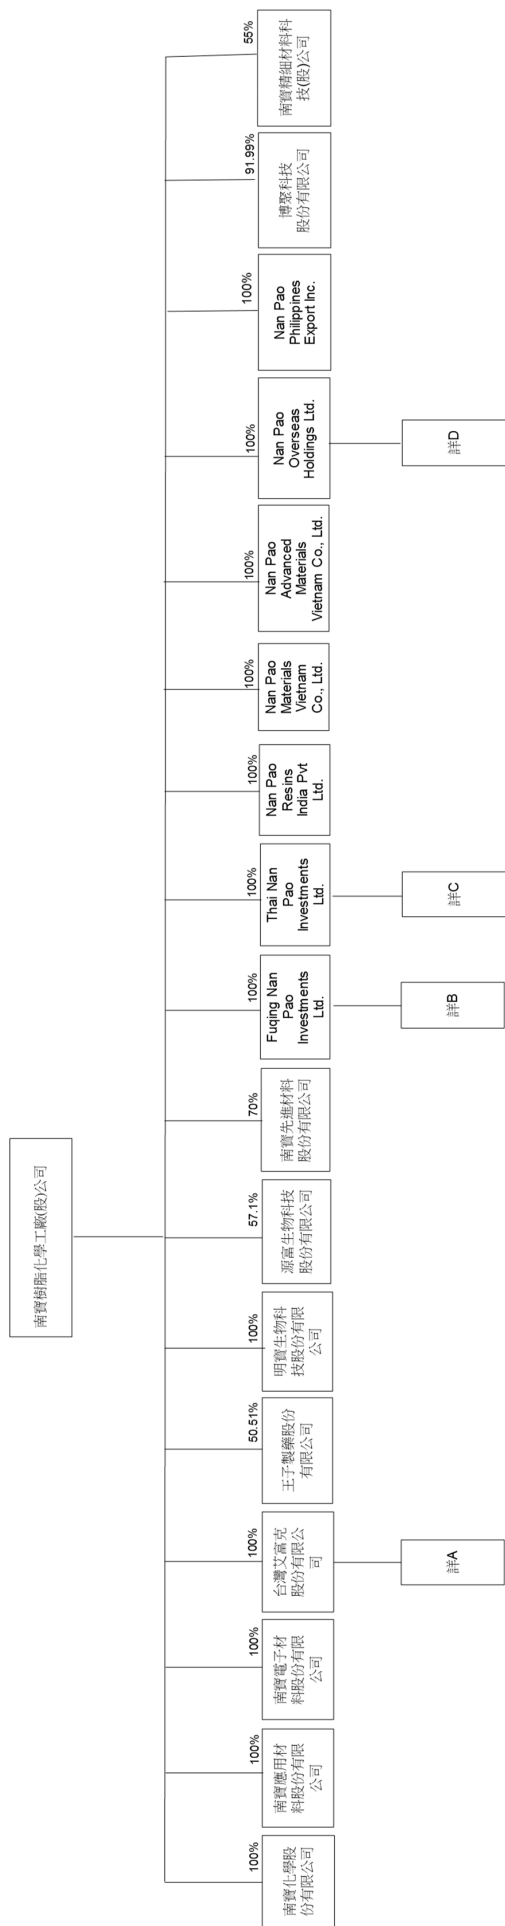 南寶樹脂化學工廠(股)公司
100%
南寶化學股
份有限公司
100%
南寶應用材
料股份有限
公司
100%
南寶電子材
料股份有限
公司
100%
台灣艾富克
股份有限公
司
詳A
50.51%
王子製藥股份
有限公司
100%
明寶生物科
技股份有限
公司
57.1%
源富生物科技
股份有限公司
70%
南寶先進材料
股份有限公司
100%
Fuqing Nan
Pao
Investments
Ltd.
詳B
100%
Thai Nan
Pao
Investments
Ltd.
詳C
100%
Nan Pao
Resins
India Pvt
Ltd.
100%
Nan Pao
Materials
Vietnam
Co., Ltd.
100%
Nan Pao
Advanced
Materials
Vietnam Co., Ltd.
100%
Nan Pao
Overseas
Holdings Ltd.
詳D
100%
Nan Pao
Philippines
Export Inc.
91.99%
博聚科技
股份有限公司
55%
南寶精細材料科
技(股)公司